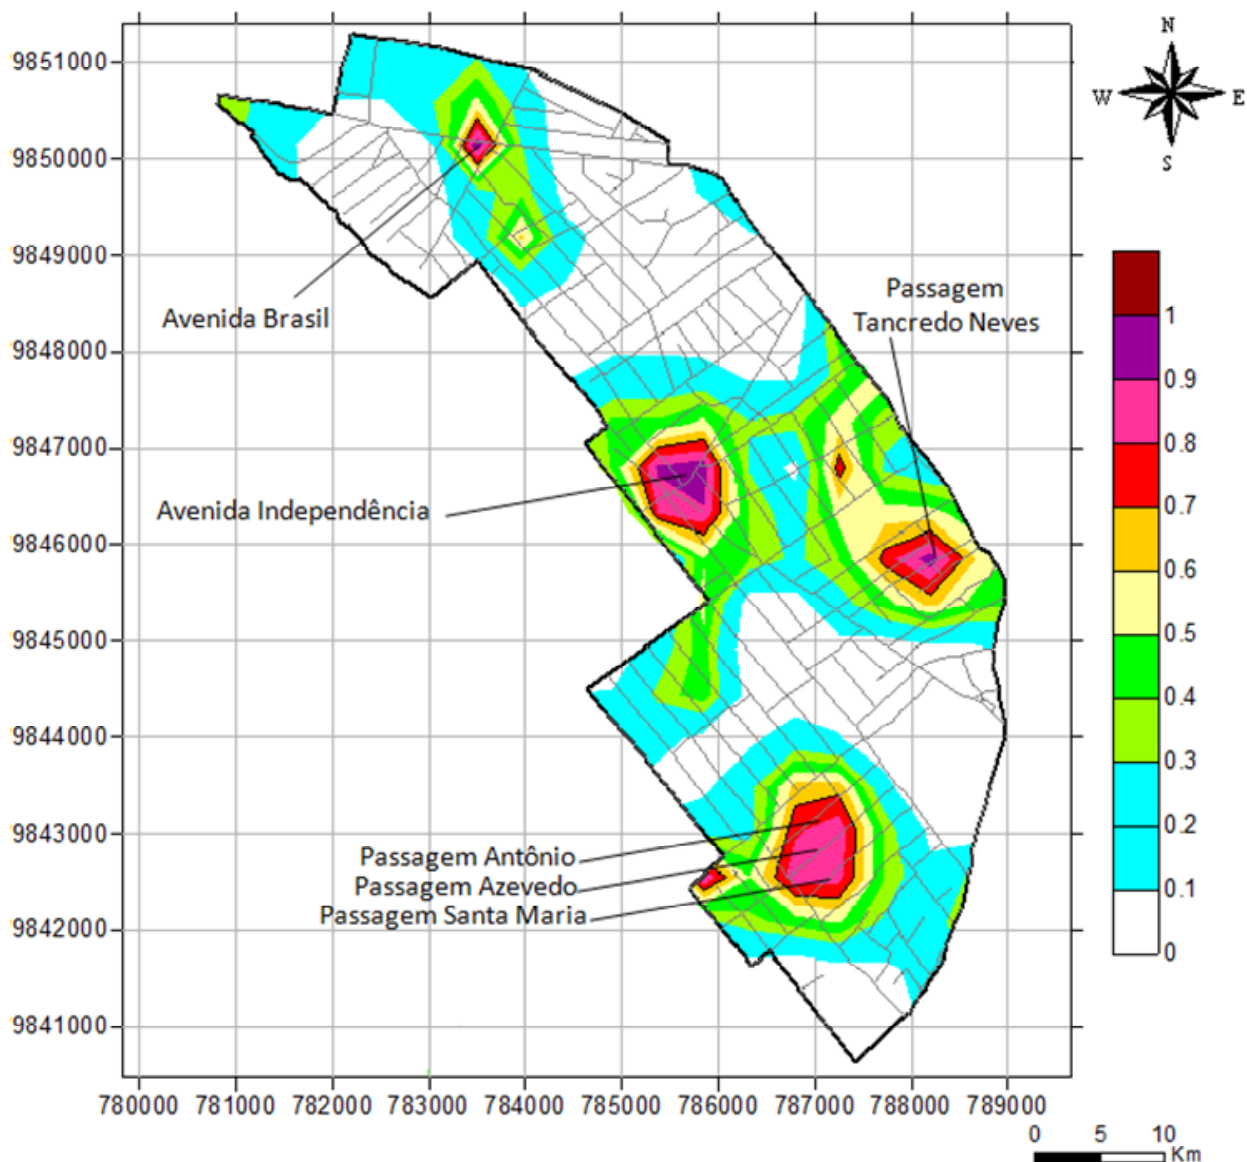 N
W
E
S
9851000
9850000
9849000
9848000
9847000
9846000
9845000
9844000
9843000
9842000
9841000
Avenida Brasil
Passagem
Tancredo Neves
Avenida Independência
Passagem Antônio
Passagem Azevedo
Passagem Santa Maria
1
0.9
0.8
0.7
0.6
0.5
0.4
0.3
0.2
0.1
0
780000 781000 782000 783000 784000 785000 786000 787000 788000 789000
0 5 10
Km